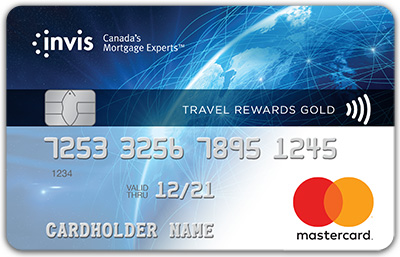 invis Canada's
Mortgage Experts™
TRAVEL REWARDS GOLD
7253 3256 7895 1245
1234
VALID
THRU 12/21
CARDHOLDER NAME
mastercard.